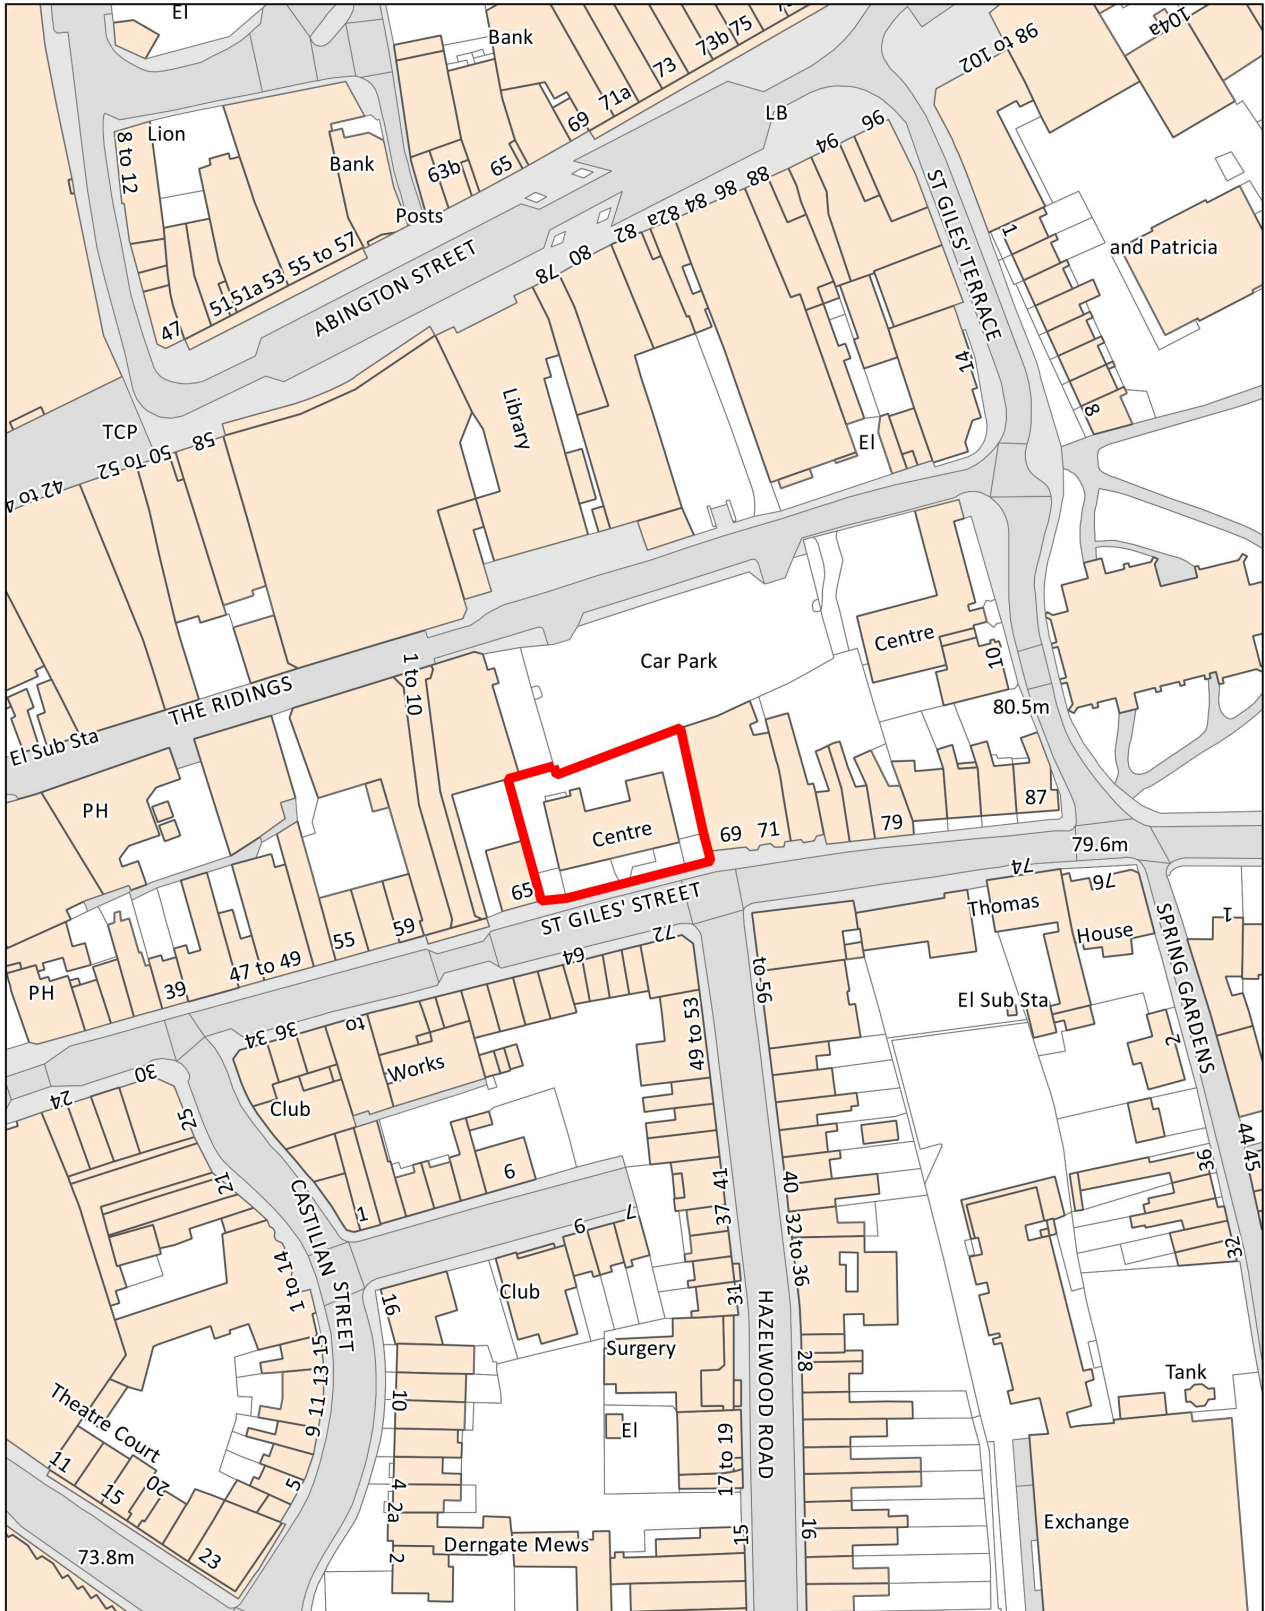 El
Bank
73b 75
104a
98 to 102
73
71a
69
LB
Lion
8 to 12
Bank
63b
65
96
94
88
86
84
82a
82
80
78
Posts
ST GILES' TERRACE
1
and Patricia
55 to 57
53
51a
51
47
ABINGTON STREET
14
8
Library
El
TCP
58
50 To 52
42 to 4
Centre
10
Car Park
1 to 10
THE RIDINGS
El Sub Sta
80.5m
PH
Centre
69
71
79
87
79.6m
65
ST GILES' STREET
74
76
Thomas
House
SPRING GARDENS
1
59
55
47 to 49
39
PH
72
64
to 56
El Sub Sta
2
to
36
34
Works
49 to 53
30
24
25
Club
6
21
1
CASTILIAN STREET
7
9
37
41
40
32 to 36
36
44
45
32
1 to 14
Club
16
31
HAZELWOOD ROAD
Surgery
28
15
13
11
9
10
Tank
Theatre Court
El
17 to 19
11
15
20
5
4
2a
2
23
73.8m
Derngate Mews
15
16
Exchange